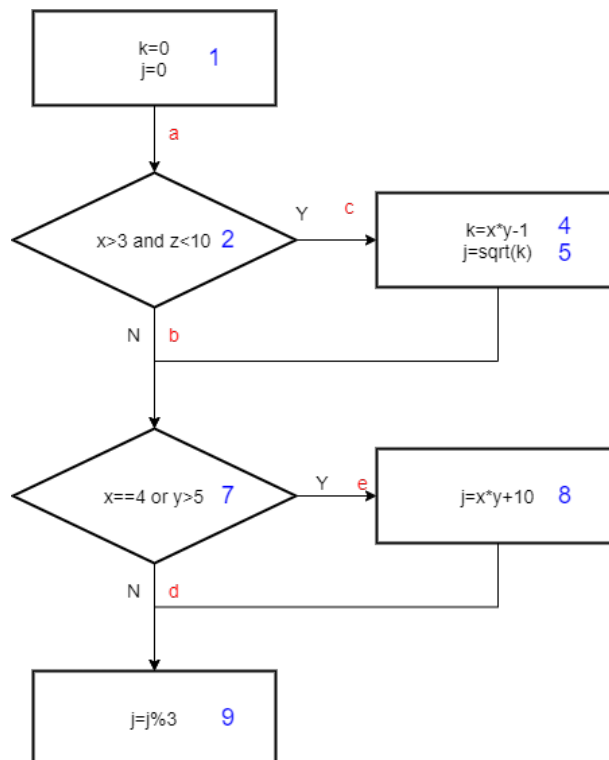 k=0
j=0
1
a
x>3 and z<10
2
Y
c
k=x*y-1
4
j=sqrt(k)
5
N
b
x==4 or y>5
7
Y
e
j=x*y+10
8
N
d
j=j%3
9